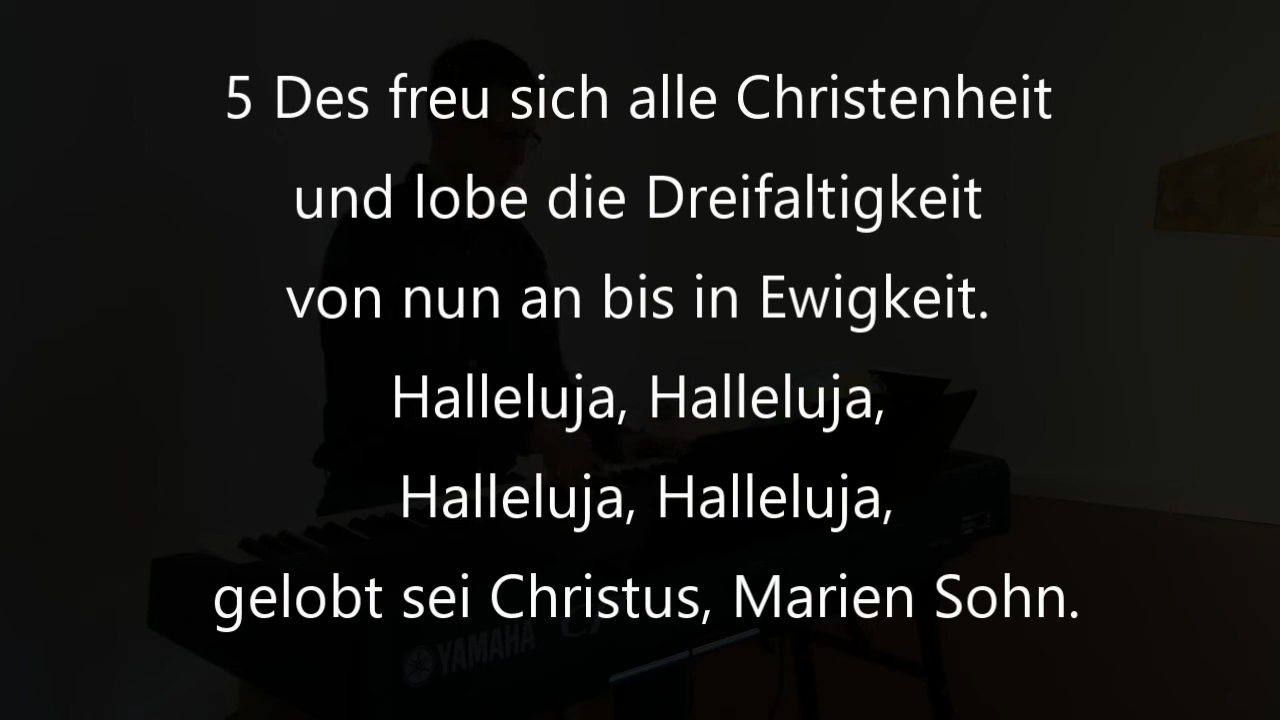 5 Des freu sich alle Christenheit
und lobe die Dreifaltigkeit
von nun an bis in Ewigkeit.
Halleluja, Halleluja,
Halleluja, Halleluja,
gelobt sei Christus, Marien Sohn.
YAMAHA